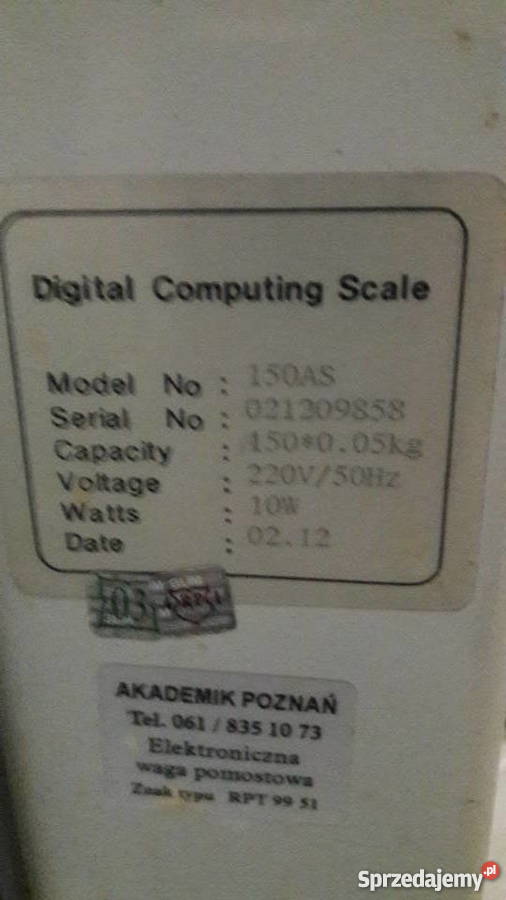 Digital Computing Scale
Model No : 150AS
Serial No : 021209858
Capacity : 150*0.05kg
Voltage : 220V/50Hz
Watts : 10W
Date : 02.12
03
AKADEMIK POZNAŃ
Tel. 061 / 835 10 73
Elektroniczna
waga pomostowa
Znak typu RPT 99 51
Sprzedajemy.pl